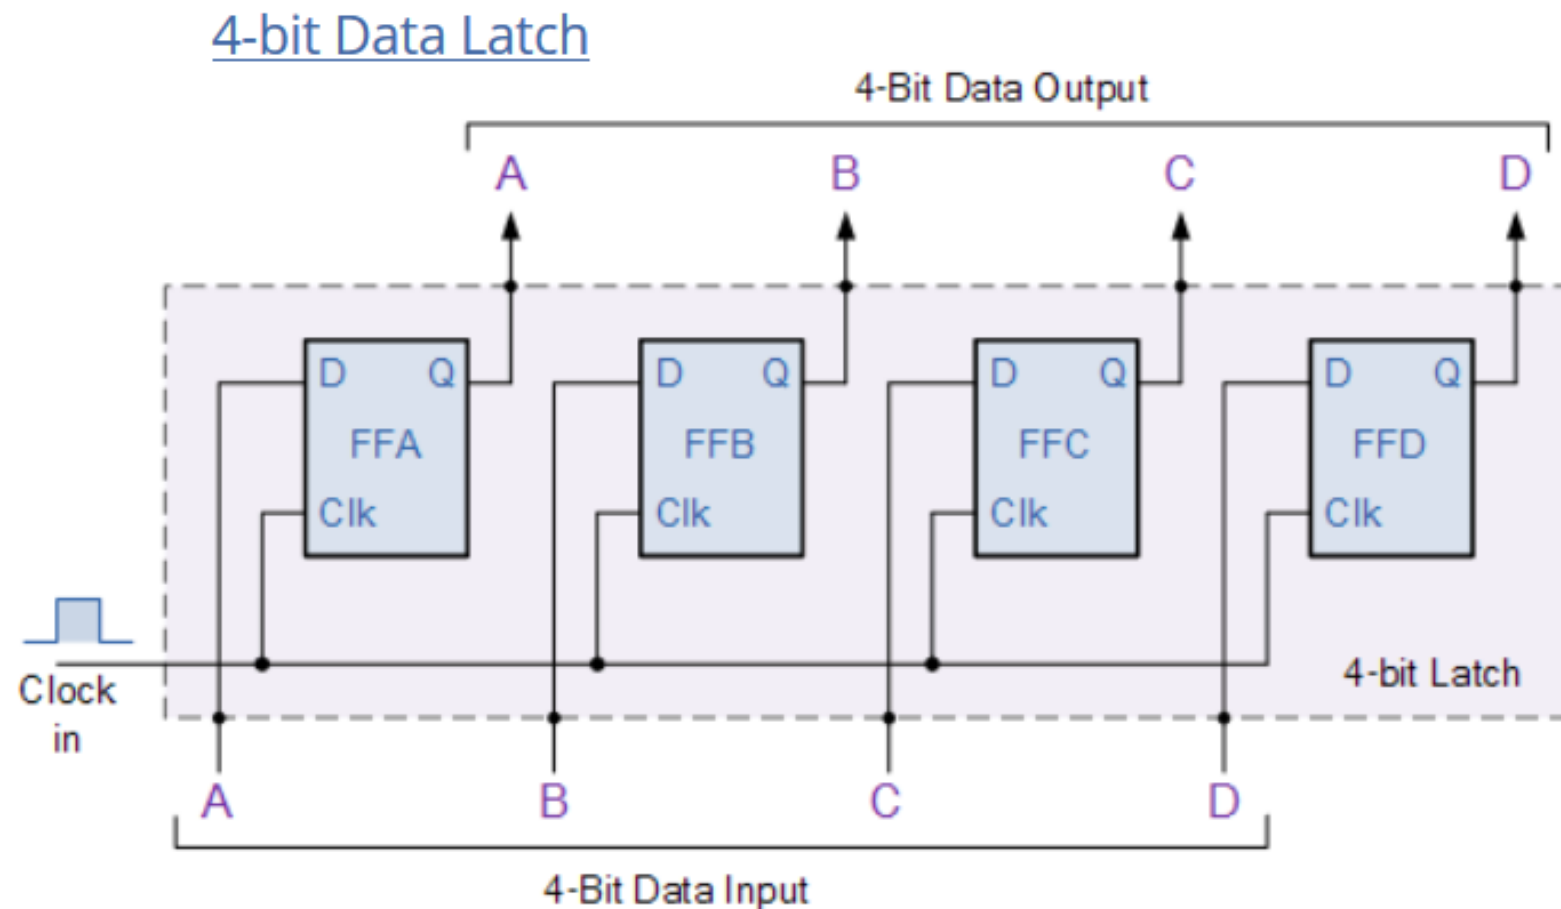 4-bit Data Latch
4-Bit Data Output
A B C D
D Q D Q D Q D Q
FFA FFB FFC FFD
Clk Clk Clk Clk
Clock
in
4-bit Latch
A B C D
4-Bit Data Input